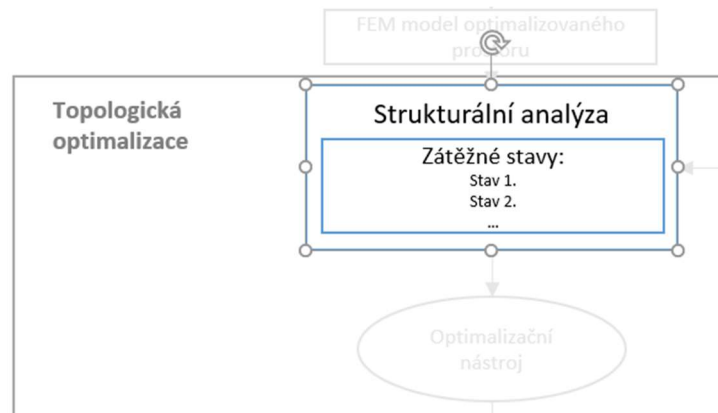 FEM model optimalizovaného
prostoru
Topologická
optimalizace
Strukturální analýza
Zátěžné stavy:
Stav 1.
Stav 2.
...
Optimalizační
nástroj